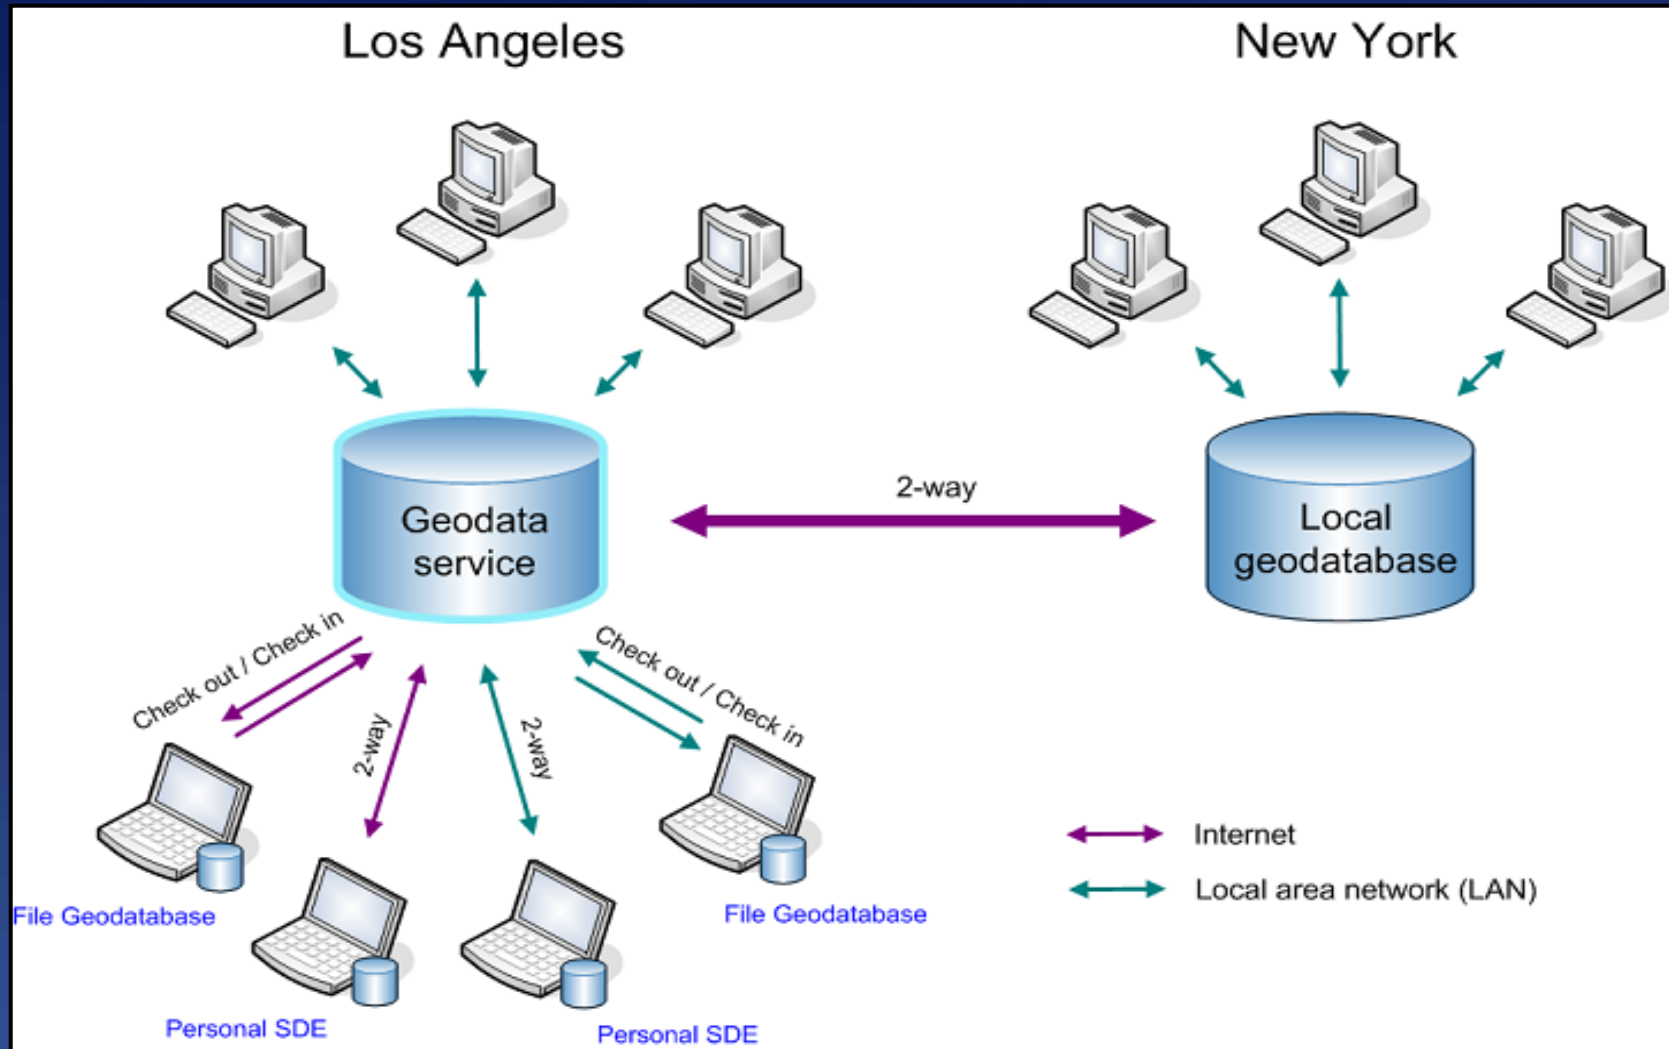 Los Angeles
New York
2-way
Geodata
service
Local
geodatabase
Check out / Check in
2-way
2-way
Check out / Check in
Internet
Local area network (LAN)
File Geodatabase
File Geodatabase
Personal SDE
Personal SDE